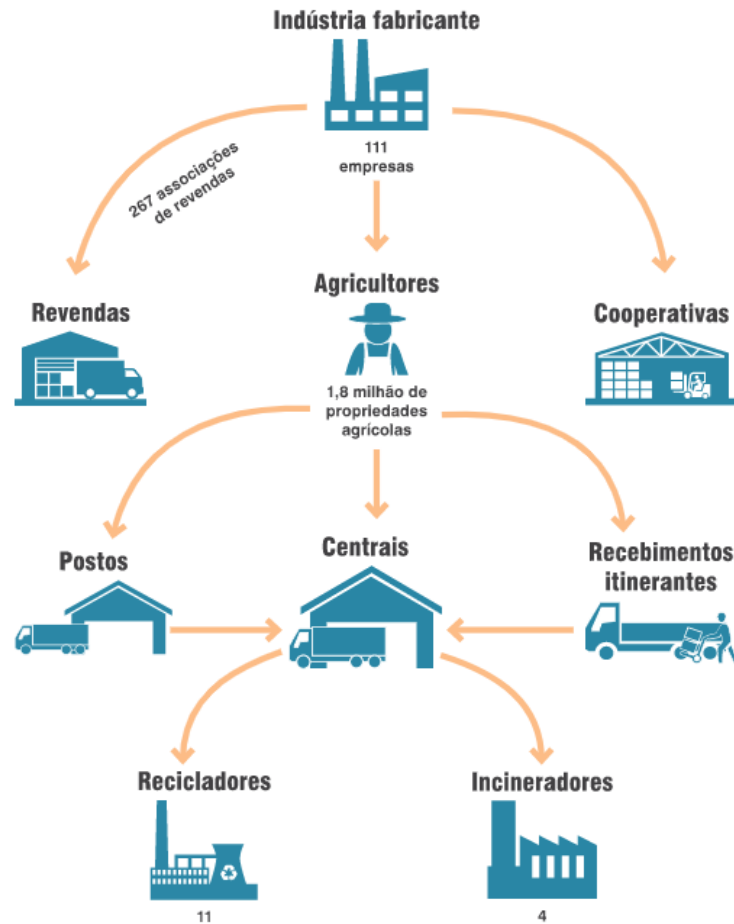 Indústria fabricante
111
empresas
267 associações
de revendas
Revendas
Agricultores
Cooperativas
1,8 milhão de
propriedades
agrícolas
Postos
Centrais
Recebimentos
itinerantes
Recicladores
Incineradores
11
4